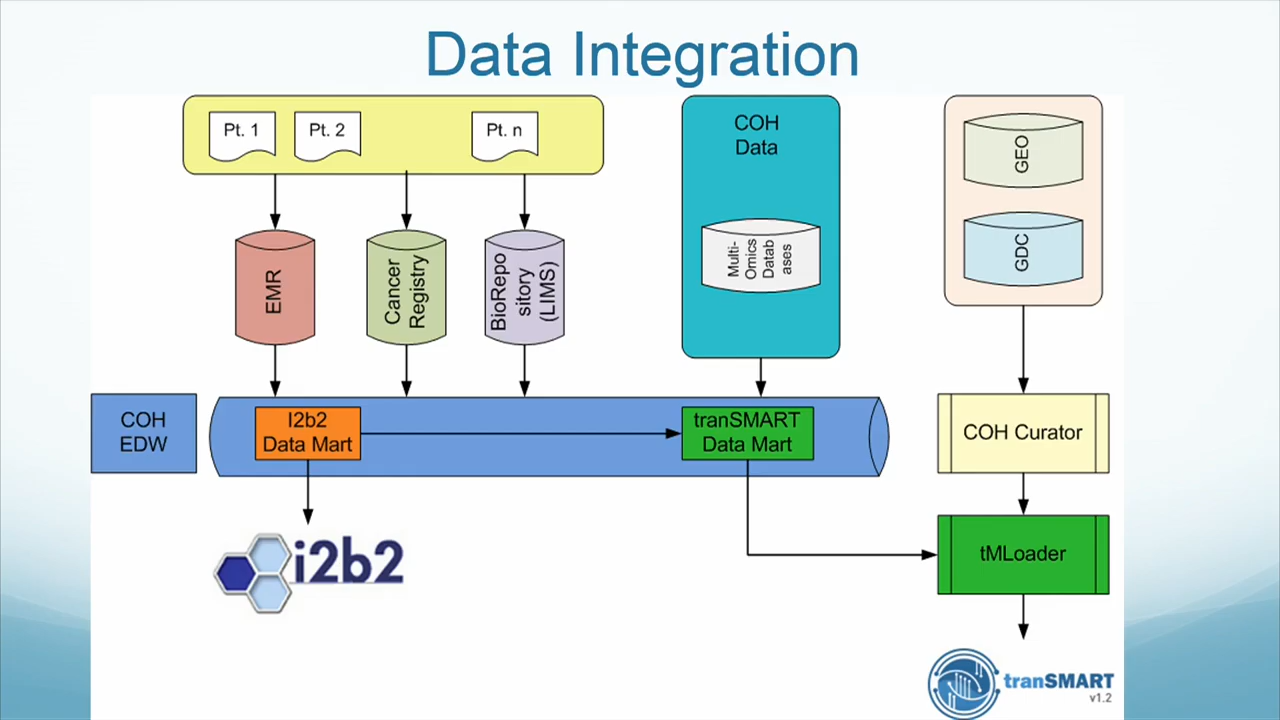 Data Integration
Pt. 1
Pt. 2
Pt. n
COH
Data
GEO
GDC
Multi-
Omics
Datab
ases
EMR
Cancer
Registry
BioRepo
sitory
(LIMS)
COH
EDW
I2b2
Data Mart
tranSMART
Data Mart
COH Curator
tMLoader
i2b2
tranSMART
v1.2